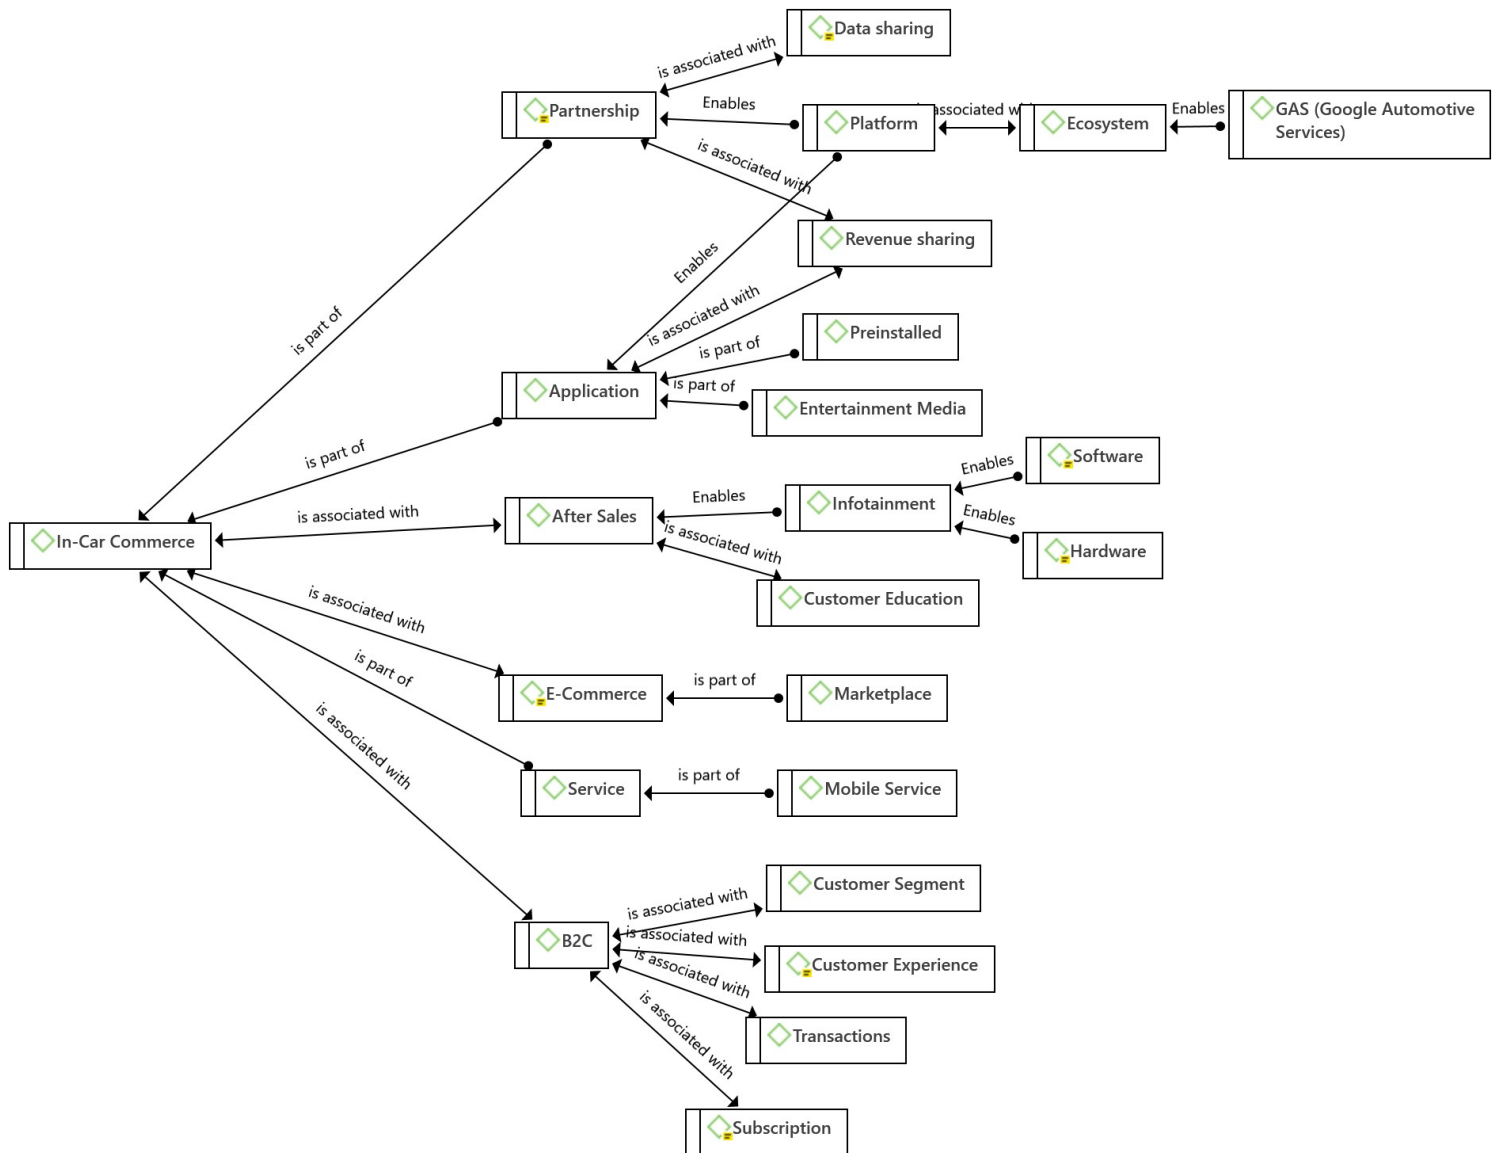 Data sharing
is associated with
Partnership
Enables
Platform
associated wi
Ecosystem
Enables
GAS (Google Automotive
Services)
is associated with
Revenue sharing
Enables
is associated with
is part of
Preinstalled
is part of
is part of
Application
Entertainment Media
is part of
Software
Enables
is associated with
After Sales
Enables
Infotainment
Enables
Hardware
is associated with
In-Car Commerce
Customer Education
is associated with
is part of
E-Commerce
is part of
Marketplace
is associated with
Service
is part of
Mobile Service
Customer Segment
is associated with
B2C
is associated with
Customer Experience
is associated with
Transactions
is associated with
Subscription